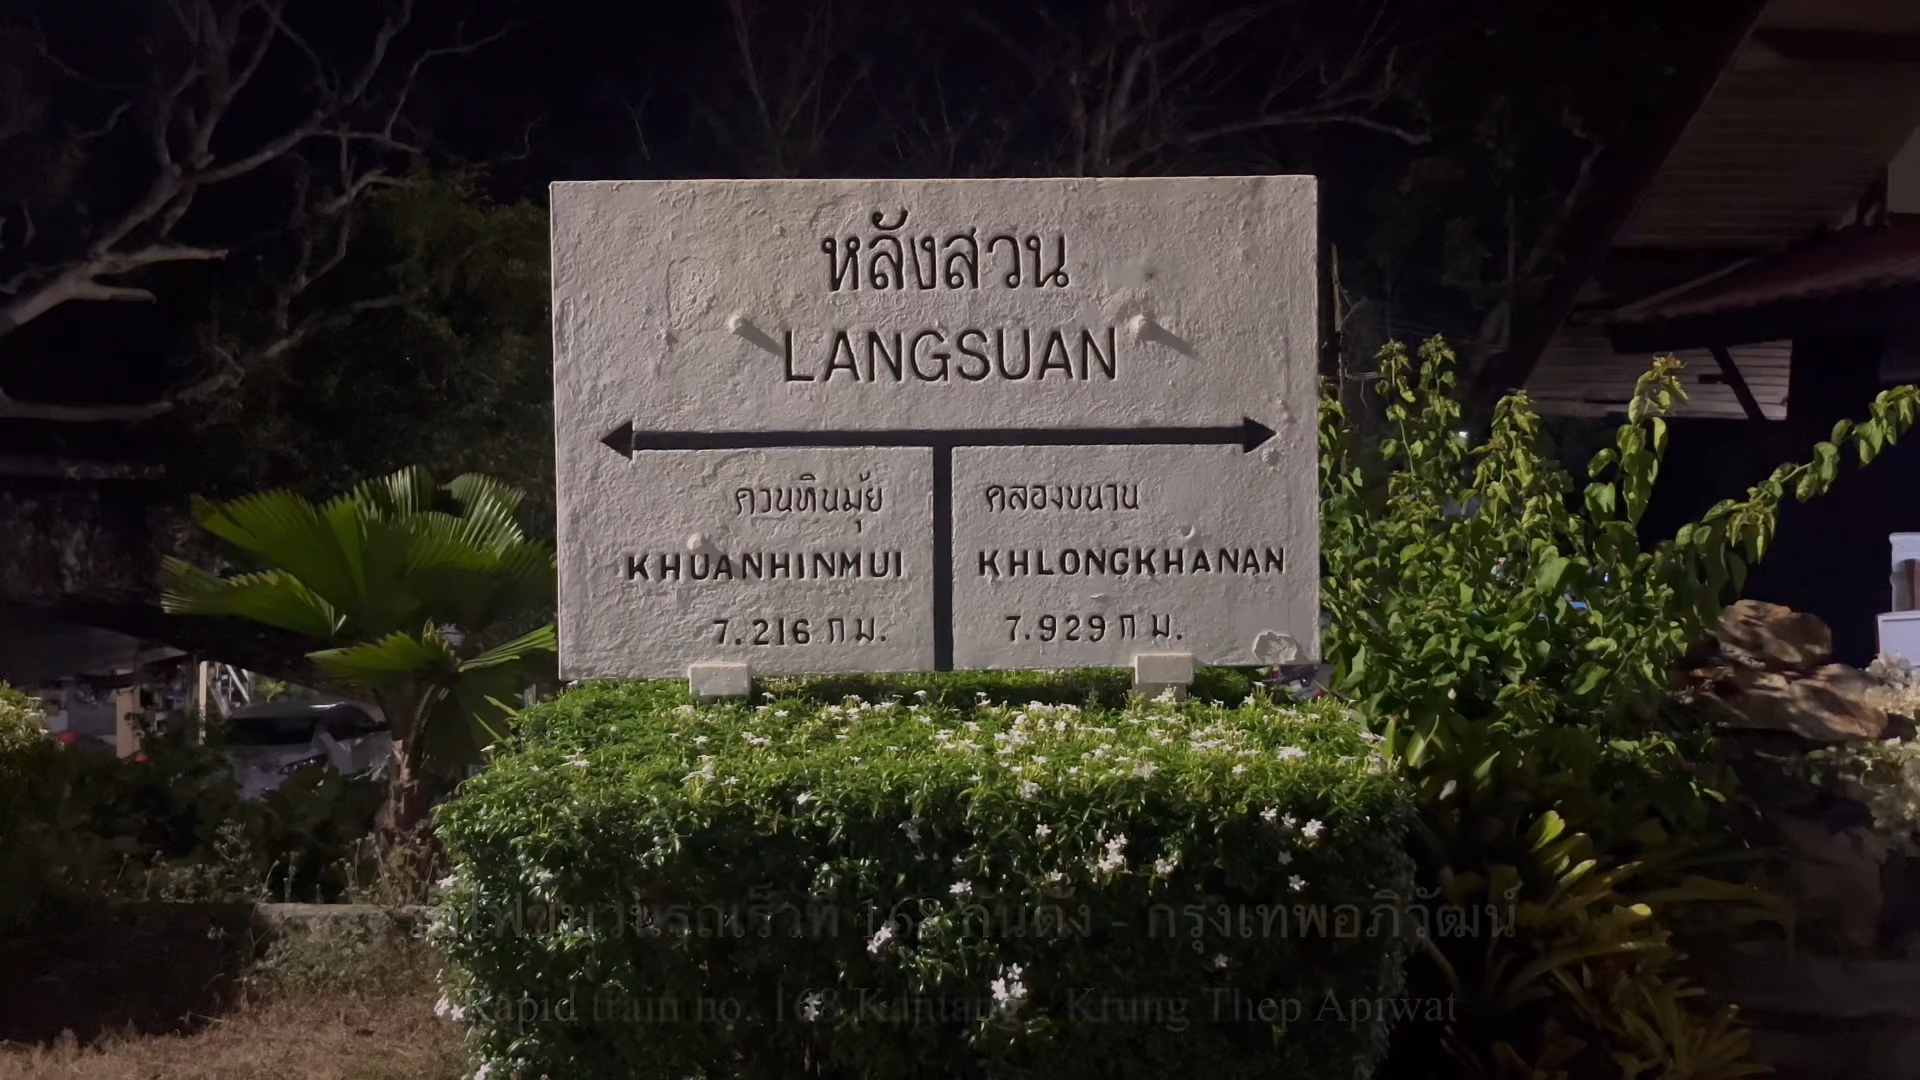 หลังสวน
LANGSUAN
ควนหินมุ้ย
KHUANHINMUI
7.216 ก ม.
คลองขนาน
KHLONGKHANAN
7.929 ก ม.
รถไฟขบวนรถเร็วที่ 168 กันตัง - กรุงเทพอภิวัฒน์
Rapid train no. 168 Kantang - Krung Thep Apiwat